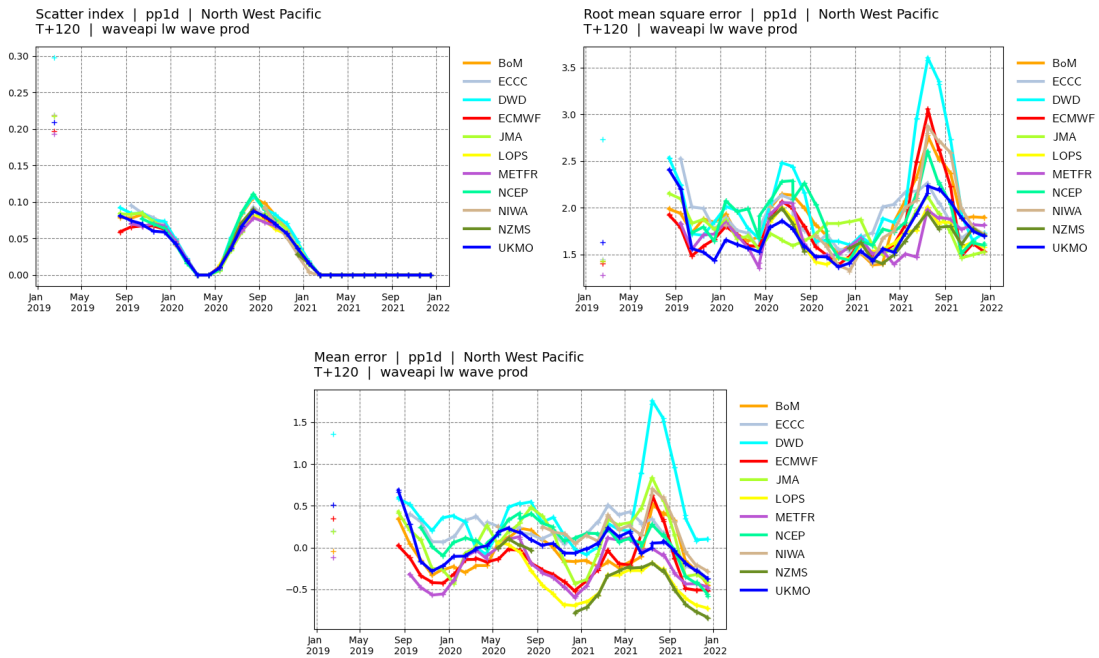 Scatter index | pp1d | North West Pacific
T+120 | waveapi lw wave prod
0.30
0.25
0.20
0.15
0.10
0.05
0.00
Jan 2019
May 2019
Sep 2019
Jan 2020
May 2020
Sep 2020
Jan 2021
May 2021
Sep 2021
Jan 2022
BoM
ECCC
DWD
ECMWF
JMA
LOPS
METFR
NCEP
NIWA
NZMS
UKMO
Root mean square error | pp1d | North West Pacific
T+120 | waveapi lw wave prod
3.5
3.0
2.5
2.0
1.5
Jan 2019
May 2019
Sep 2019
Jan 2020
May 2020
Sep 2020
Jan 2021
May 2021
Sep 2021
Jan 2022
BoM
ECCC
DWD
ECMWF
JMA
LOPS
METFR
NCEP
NIWA
NZMS
UKMO
Mean error | pp1d | North West Pacific
T+120 | waveapi lw wave prod
1.5
1.0
0.5
0.0
−0.5
Jan 2019
May 2019
Sep 2019
Jan 2020
May 2020
Sep 2020
Jan 2021
May 2021
Sep 2021
Jan 2022
BoM
ECCC
DWD
ECMWF
JMA
LOPS
METFR
NCEP
NIWA
NZMS
UKMO